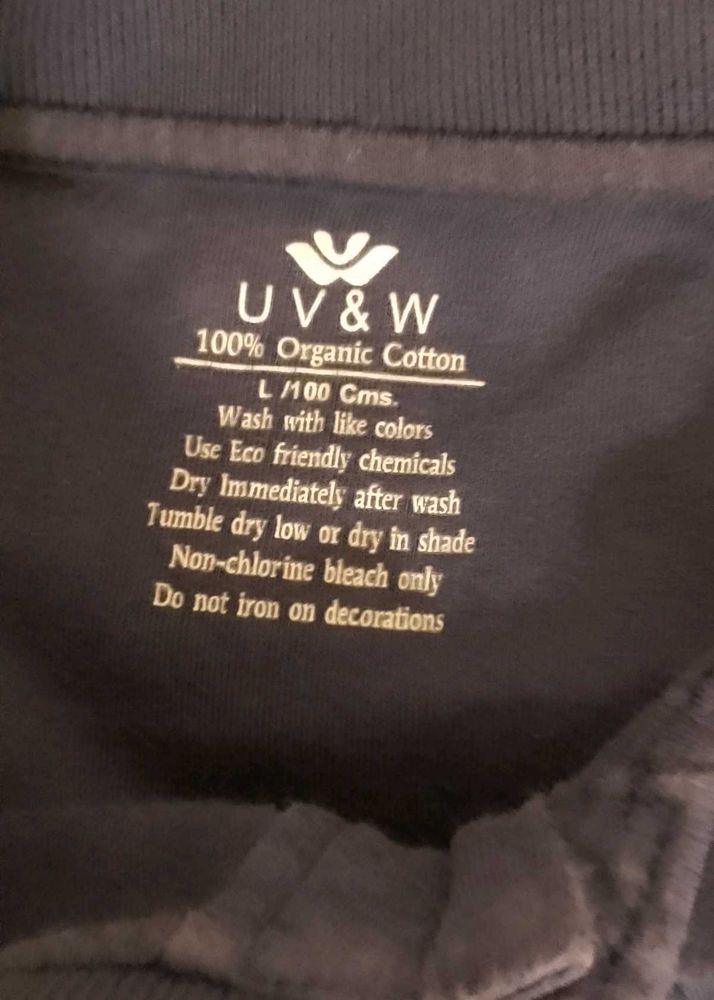 UV&W
100% Organic Cotton
L /100 Cms.
Wash with like colors
Use Eco friendly chemicals
Dry Immediately after wash
Tumble dry low or dry in shade
Non-chlorine bleach only
Do not iron on decorations